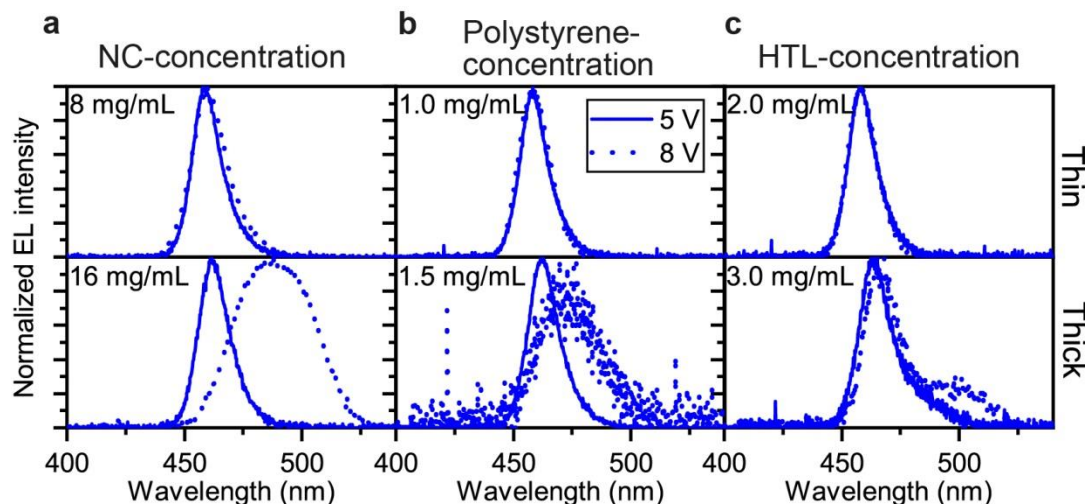 a
NC-concentration
b
Polystyrene-
concentration
c
HTL-concentration
8 mg/mL
1.0 mg/mL
5 V
8 V
2.0 mg/mL
Thin
16 mg/mL
1.5 mg/mL
3.0 mg/mL
Thick
Normalized EL intensity
400 450 500 400 450 500 400 450 500
Wavelength (nm) Wavelength (nm) Wavelength (nm)